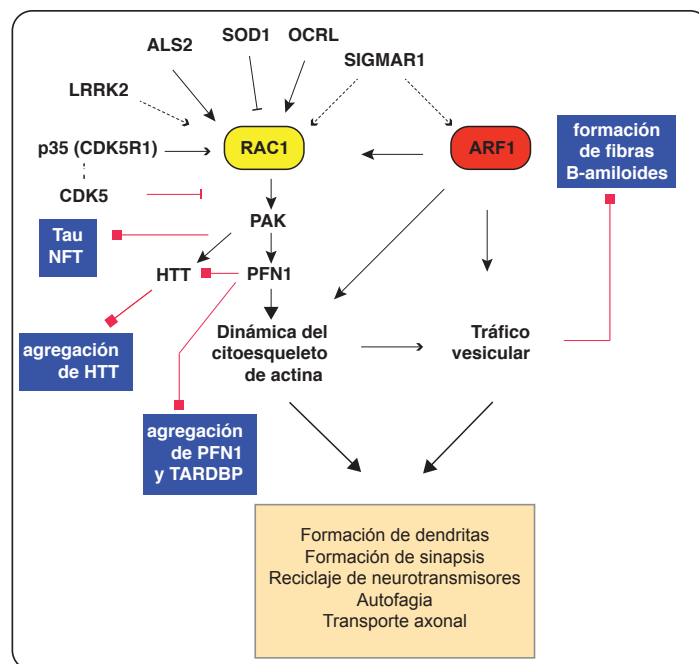 SOD1
OCRL
ALS2
SIGMAR1
LRRK2
p35 (CDK5R1)
RAC1
ARF1
formación
de fibras
B-amiloides
CDK5
PAK
Tau
NFT
HTT
PFN1
agregación
de HTT
Dinámica del
citoesqueleto
de actina
Tráfico
vesicular
agregación
de PFN1
y TARDBP
Formación de dendritas
Formación de sinapsis
Reciclaje de neurotransmisores
Autofagia
Transporte axonal